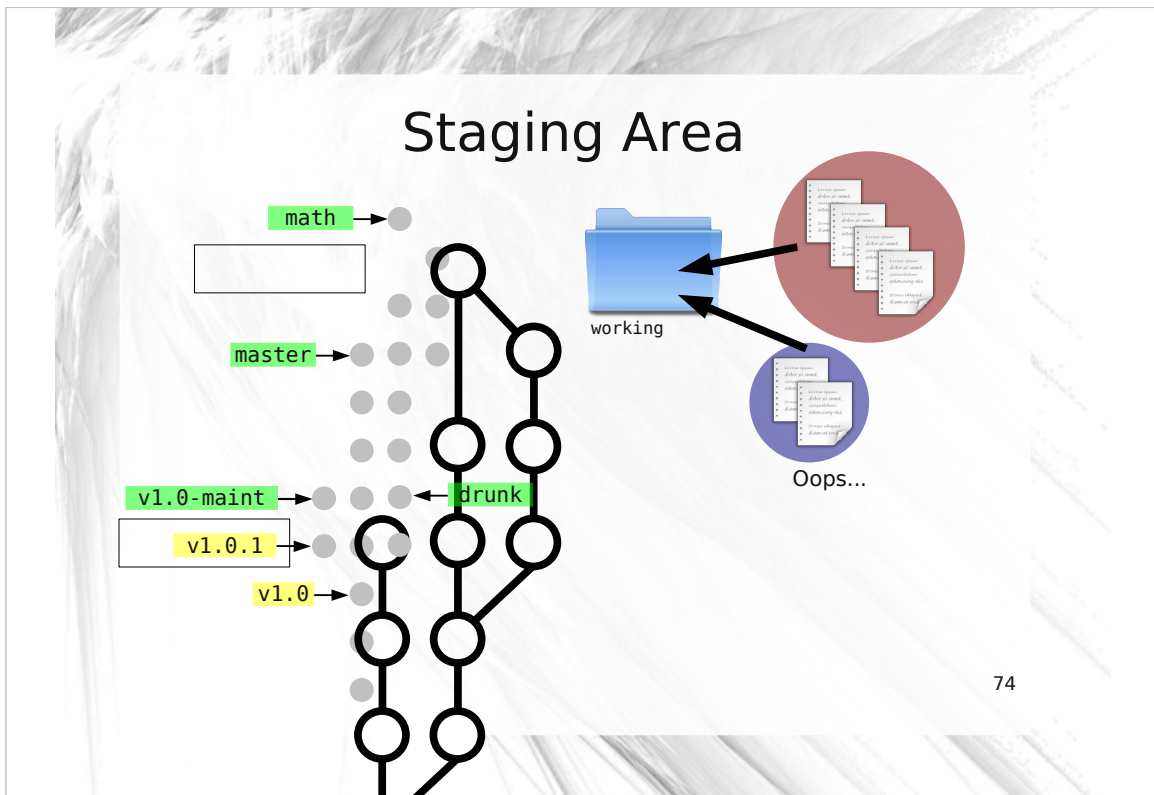 Staging Area
math
working
master
Oops...
v1.0-maint
drunk
v1.0.1
v1.0
74